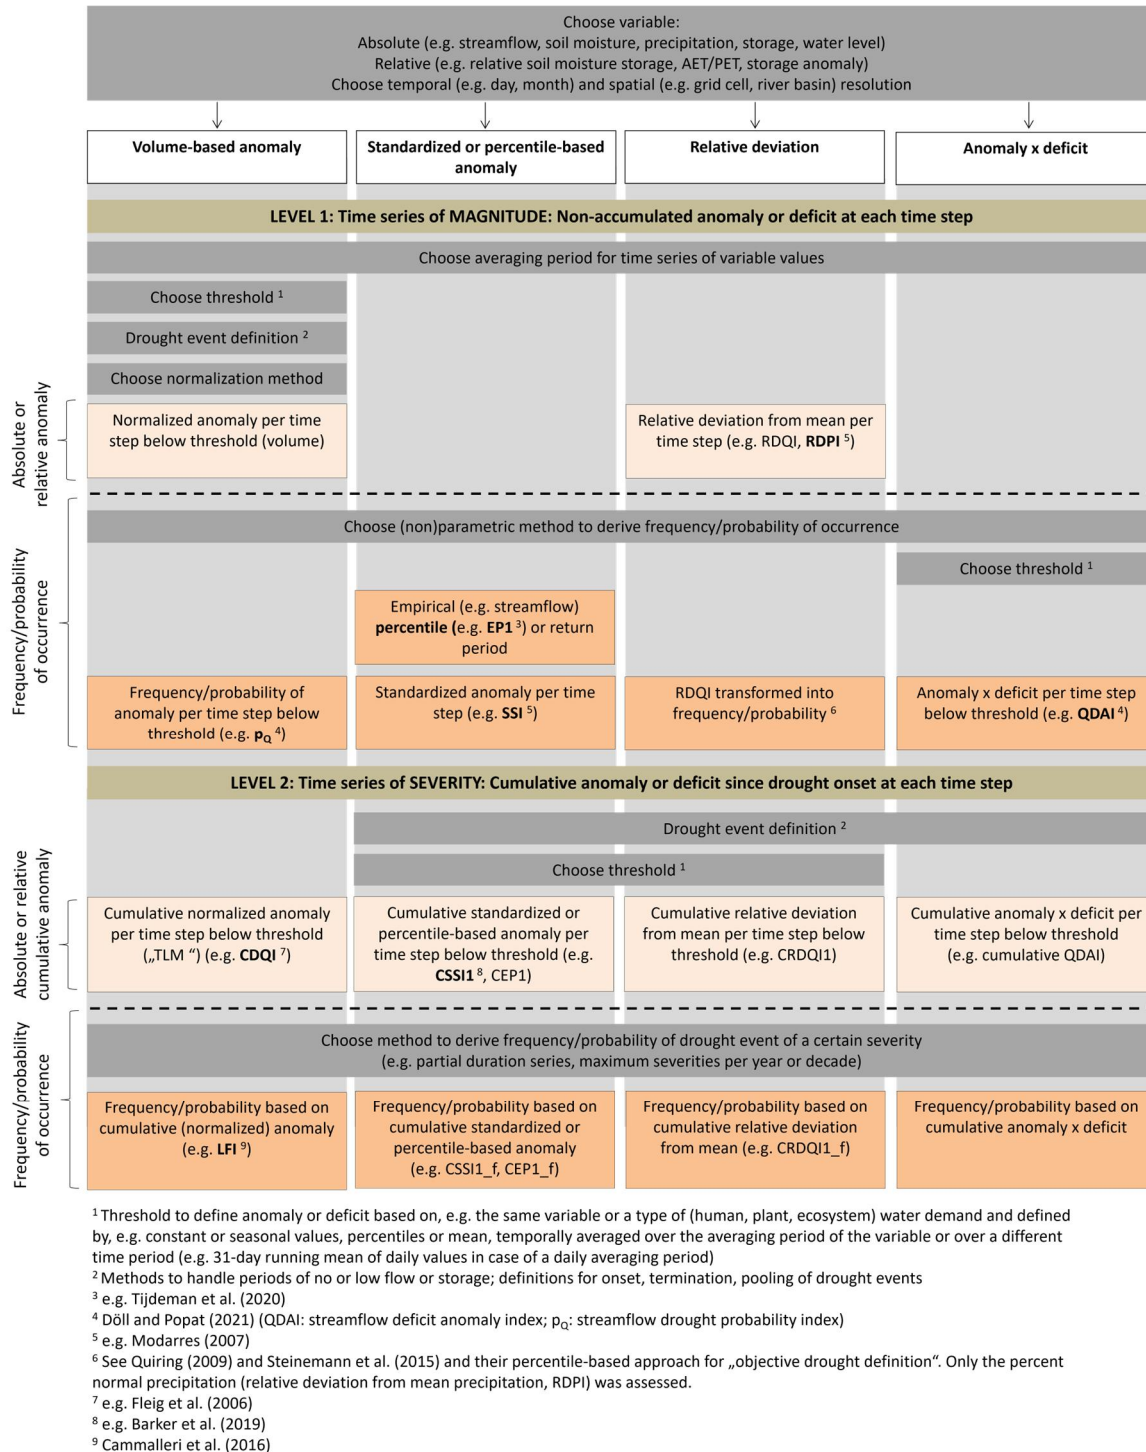 Choose variable:
Absolute (e.g. streamflow, soil moisture, precipitation, storage, water level)
Relative (e.g. relative soil moisture storage, AET/PET, storage anomaly)
Choose temporal (e.g. day, month) and spatial (e.g. grid cell, river basin) resolution
Volume-based anomaly
Standardized or percentile-based
anomaly
Relative deviation
Anomaly x deficit
LEVEL 1: Time series of MAGNITUDE: Non-accumulated anomaly or deficit at each time step
Choose averaging period for time series of variable values
Choose threshold ¹
Drought event definition ²
Choose normalization method
Absolute or
relative anomaly
Normalized anomaly per time
step below threshold (volume)
Relative deviation from mean per
time step (e.g. RDQI, RDPI ⁵)
Frequency/probability
of occurrence
Choose (non)parametric method to derive frequency/probability of occurrence
Choose threshold ¹
Empirical (e.g. streamflow)
percentile (e.g. EP1 ³) or return
period
Frequency/probability of
anomaly per time step below
threshold (e.g. pQ ⁴)
Standardized anomaly per time
step (e.g. SSI ⁵)
RDQI transformed into
frequency/probability ⁶
Anomaly x deficit per time step
below threshold (e.g. QDAI ⁴)
LEVEL 2: Time series of SEVERITY: Cumulative anomaly or deficit since drought onset at each time step
Drought event definition ²
Choose threshold ¹
Absolute or relative
cumulative anomaly
Cumulative normalized anomaly
per time step below threshold
(„TLM “) (e.g. CDQI ⁷)
Cumulative standardized or
percentile-based anomaly per
time step below threshold (e.g.
CSSI1 ⁸, CEP1)
Cumulative relative deviation
from mean per time step below
threshold (e.g. CRDQI1)
Cumulative anomaly x deficit per
time step below threshold
(e.g. cumulative QDAI)
Frequency/probability
of occurrence
Choose method to derive frequency/probability of drought event of a certain severity
(e.g. partial duration series, maximum severities per year or decade)
Frequency/probability based on
cumulative (normalized) anomaly
(e.g. LFI ⁹)
Frequency/probability based on
cumulative standardized or
percentile-based anomaly
(e.g. CSSI1_f, CEP1_f)
Frequency/probability based on
cumulative relative deviation
from mean (e.g. CRDQI1_f)
Frequency/probability based on
cumulative anomaly x deficit
¹ Threshold to define anomaly or deficit based on, e.g. the same variable or a type of (human, plant, ecosystem) water demand and defined
by, e.g. constant or seasonal values, percentiles or mean, temporally averaged over the averaging period of the variable or over a different
time period (e.g. 31-day running mean of daily values in case of a daily averaging period)
² Methods to handle periods of no or low flow or storage; definitions for onset, termination, pooling of drought events
³ e.g. Tijdeman et al. (2020)
⁴ Döll and Popat (2021) (QDAI: streamflow deficit anomaly index; pQ: streamflow drought probability index)
⁵ e.g. Modarres (2007)
⁶ See Quiring (2009) and Steinemann et al. (2015) and their percentile-based approach for „objective drought definition“. Only the percent
normal precipitation (relative deviation from mean precipitation, RDPI) was assessed.
⁷ e.g. Fleig et al. (2006)
⁸ e.g. Barker et al. (2019)
⁹ Cammalleri et al. (2016)